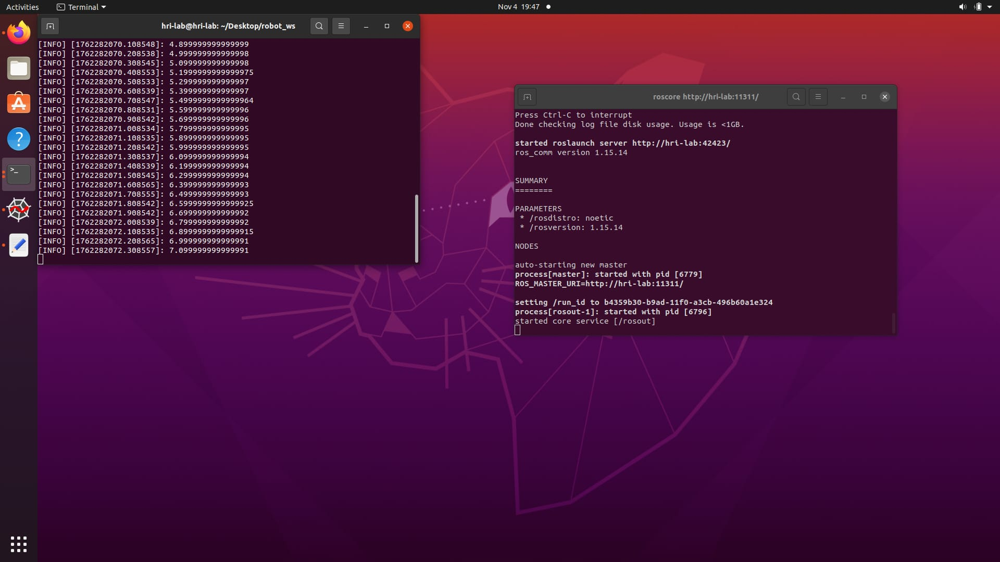 Activities
Terminal
Nov 4 19:47
hri-lab@hri-lab: ~/Desktop/robot_ws
[INFO] [1762282070.108548]: 4.899999999999999
[INFO] [1762282070.208538]: 4.999999999999998
[INFO] [1762282070.308545]: 5.099999999999998
[INFO] [1762282070.408553]: 5.1999999999999975
[INFO] [1762282070.508533]: 5.299999999999997
[INFO] [1762282070.608539]: 5.399999999999997
[INFO] [1762282070.708547]: 5.4999999999999964
[INFO] [1762282070.808531]: 5.599999999999996
[INFO] [1762282070.908542]: 5.699999999999996
[INFO] [1762282071.008534]: 5.799999999999995
[INFO] [1762282071.108535]: 5.899999999999995
[INFO] [1762282071.208542]: 5.999999999999995
[INFO] [1762282071.308537]: 6.099999999999994
[INFO] [1762282071.408539]: 6.199999999999994
[INFO] [1762282071.508545]: 6.299999999999994
[INFO] [1762282071.608565]: 6.399999999999993
[INFO] [1762282071.708555]: 6.499999999999993
[INFO] [1762282071.808542]: 6.5999999999999925
[INFO] [1762282071.908542]: 6.699999999999992
[INFO] [1762282072.008539]: 6.799999999999992
[INFO] [1762282072.108535]: 6.8999999999999915
[INFO] [1762282072.208565]: 6.999999999999991
[INFO] [1762282072.308557]: 7.099999999999991
roscore http://hri-lab:11311/
Press Ctrl-C to interrupt
Done checking log file disk usage. Usage is <1GB.
started roslaunch server http://hri-lab:42423/
ros_comm version 1.15.14
SUMMARY
========
PARAMETERS
* /rosdistro: noetic
* /rosversion: 1.15.14
NODES
auto-starting new master
process[master]: started with pid [6779]
ROS_MASTER_URI=http://hri-lab:11311/
setting /run_id to b4359b30-b9ad-11f0-a3cb-496b60a1e324
process[rosout-1]: started with pid [6796]
started core service [/rosout]